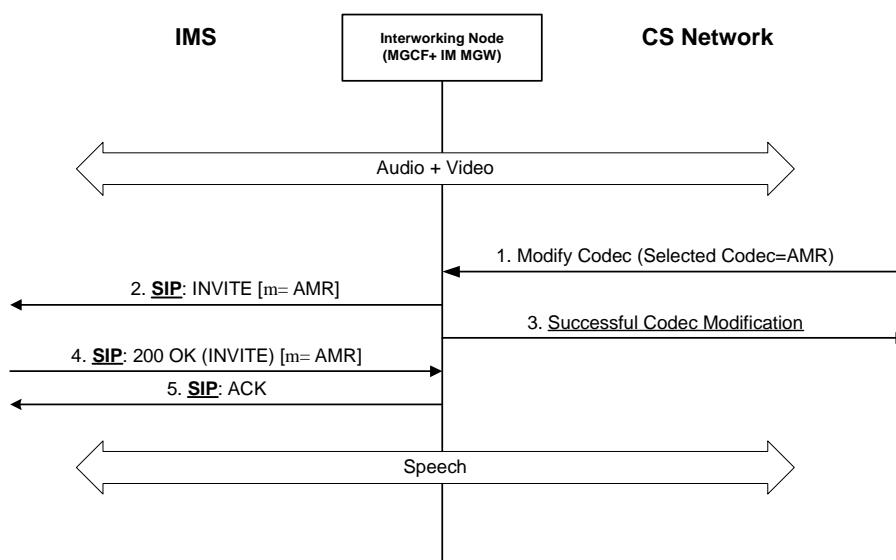 IMS
Interworking Node
(MGCF+ IM MGW)
CS Network
Audio + Video
1. Modify Codec (Selected Codec=AMR)
2. SIP: INVITE [m= AMR]
3. Successful Codec Modification
4. SIP: 200 OK (INVITE) [m= AMR]
5. SIP: ACK
Speech